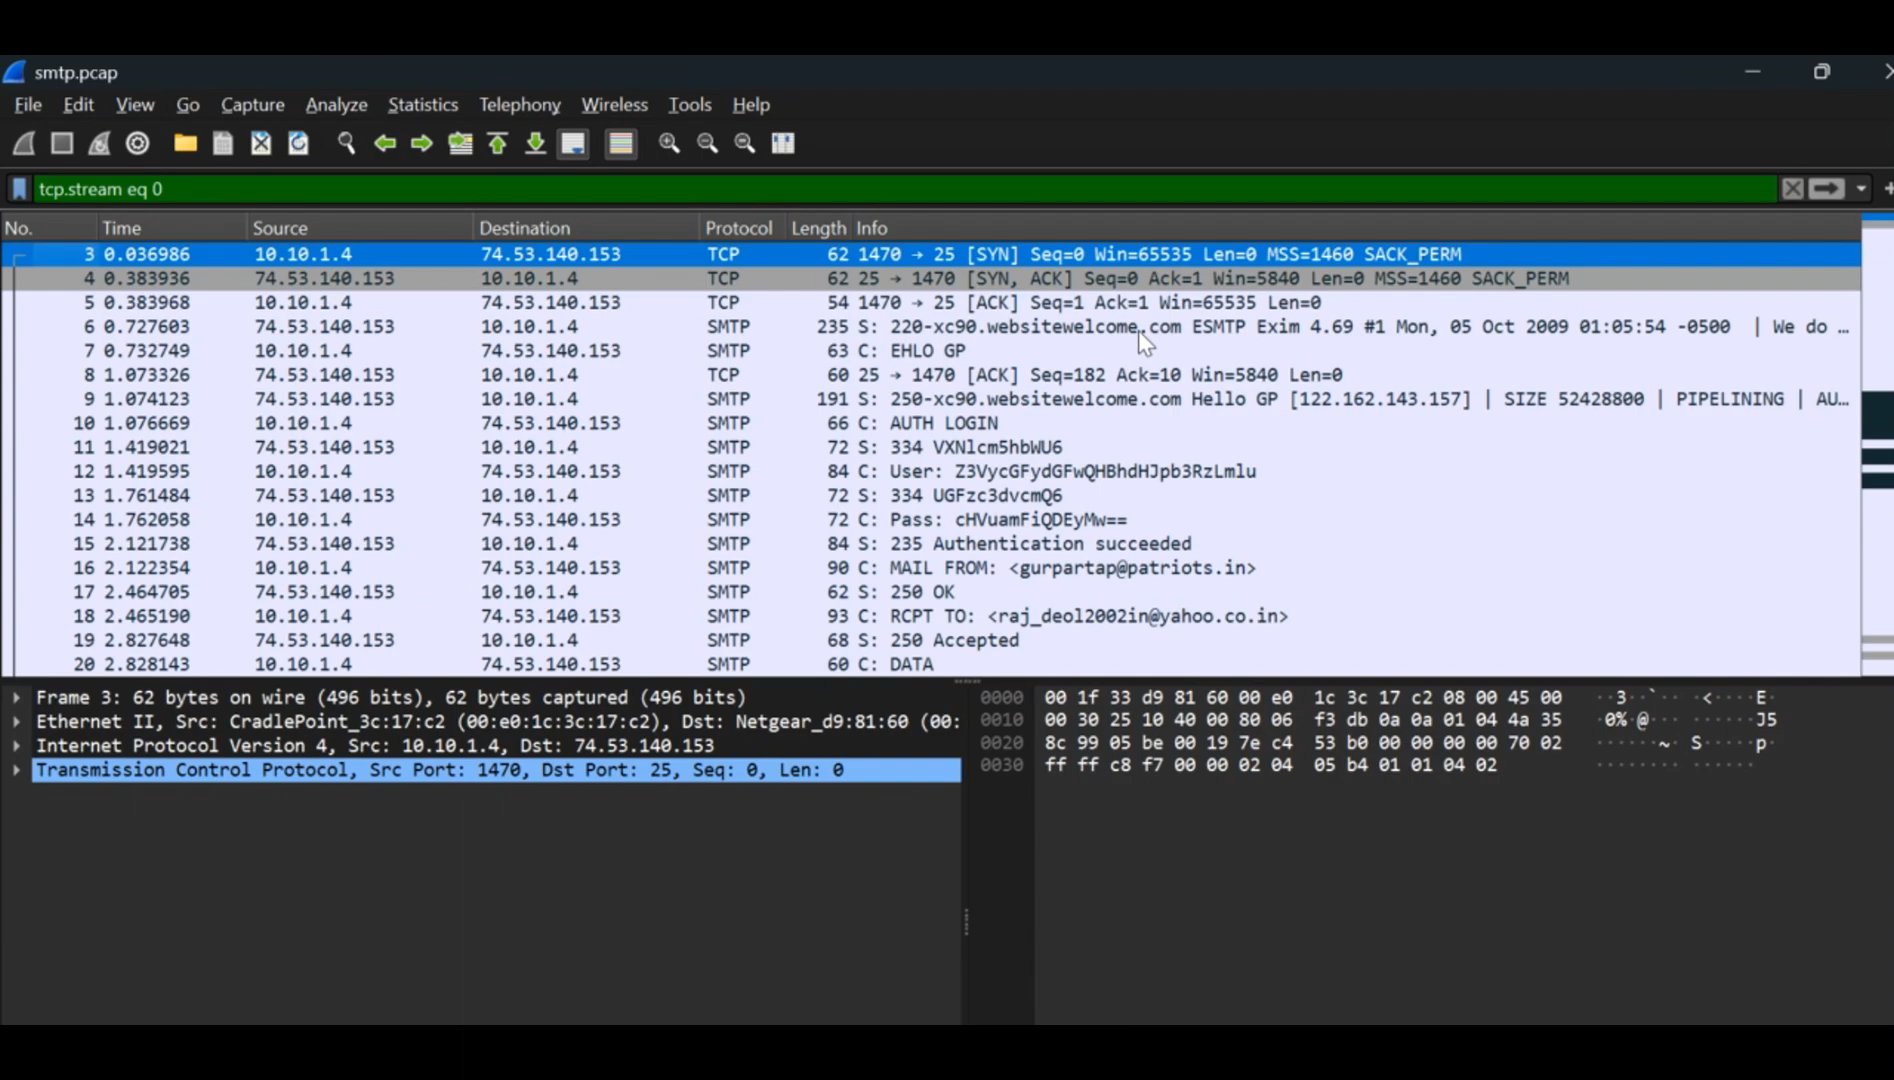 smtp.pcap
File Edit View Go Capture Analyze Statistics Telephony Wireless Tools Help
tcp.stream eq 0
No. Time Source Destination Protocol Length Info
3 0.036986 10.10.1.4 74.53.140.153 TCP 62 1470 → 25 [SYN] Seq=0 Win=65535 Len=0 MSS=1460 SACK_PERM
4 0.383936 74.53.140.153 10.10.1.4 TCP 62 25 → 1470 [SYN, ACK] Seq=0 Ack=1 Win=5840 Len=0 MSS=1460 SACK_PERM
5 0.383968 10.10.1.4 74.53.140.153 TCP 54 1470 → 25 [ACK] Seq=1 Ack=1 Win=65535 Len=0
6 0.727603 74.53.140.153 10.10.1.4 SMTP 235 S: 220-xc90.websitewelcome.com ESMTP Exim 4.69 #1 Mon, 05 Oct 2009 01:05:54 -0500 | We do …
7 0.732749 10.10.1.4 74.53.140.153 SMTP 63 C: EHLO GP
8 1.073326 74.53.140.153 10.10.1.4 TCP 60 25 → 1470 [ACK] Seq=182 Ack=10 Win=5840 Len=0
9 1.074123 74.53.140.153 10.10.1.4 SMTP 191 S: 250-xc90.websitewelcome.com Hello GP [122.162.143.157] | SIZE 52428800 | PIPELINING | AU…
10 1.076669 10.10.1.4 74.53.140.153 SMTP 66 C: AUTH LOGIN
11 1.419021 74.53.140.153 10.10.1.4 SMTP 72 S: 334 VXNlcm5hbWU6
12 1.419595 10.10.1.4 74.53.140.153 SMTP 84 C: User: Z3VycGFydGFwQHBhdHJpb3RzLmlu
13 1.761484 74.53.140.153 10.10.1.4 SMTP 72 S: 334 UGFzc3dvcmQ6
14 1.762058 10.10.1.4 74.53.140.153 SMTP 72 C: Pass: cHVuamFiQDEyMw==
15 2.121738 74.53.140.153 10.10.1.4 SMTP 84 S: 235 Authentication succeeded
16 2.122354 10.10.1.4 74.53.140.153 SMTP 90 C: MAIL FROM: <gurpartap@patriots.in>
17 2.464705 74.53.140.153 10.10.1.4 SMTP 62 S: 250 OK
18 2.465190 10.10.1.4 74.53.140.153 SMTP 93 C: RCPT TO: <raj_deol2002in@yahoo.co.in>
19 2.827648 74.53.140.153 10.10.1.4 SMTP 68 S: 250 Accepted
20 2.828143 10.10.1.4 74.53.140.153 SMTP 60 C: DATA
Frame 3: 62 bytes on wire (496 bits), 62 bytes captured (496 bits)
Ethernet II, Src: CradlePoint_3c:17:c2 (00:e0:1c:3c:17:c2), Dst: Netgear_d9:81:60 (00:
Internet Protocol Version 4, Src: 10.10.1.4, Dst: 74.53.140.153
Transmission Control Protocol, Src Port: 1470, Dst Port: 25, Seq: 0, Len: 0
0000 00 1f 33 d9 81 60 00 e0 1c 3c 17 c2 08 00 45 00 ··3··`·· ·<····E·
0010 00 30 25 10 40 00 80 06 f3 db 0a 0a 01 04 4a 35 ·0%·@··· ······J5
0020 8c 99 05 be 00 19 7e c4 53 b0 00 00 00 00 70 02 ······~· S·····p·
0030 ff ff c8 f7 00 00 02 04 05 b4 01 01 04 02 ········ ······